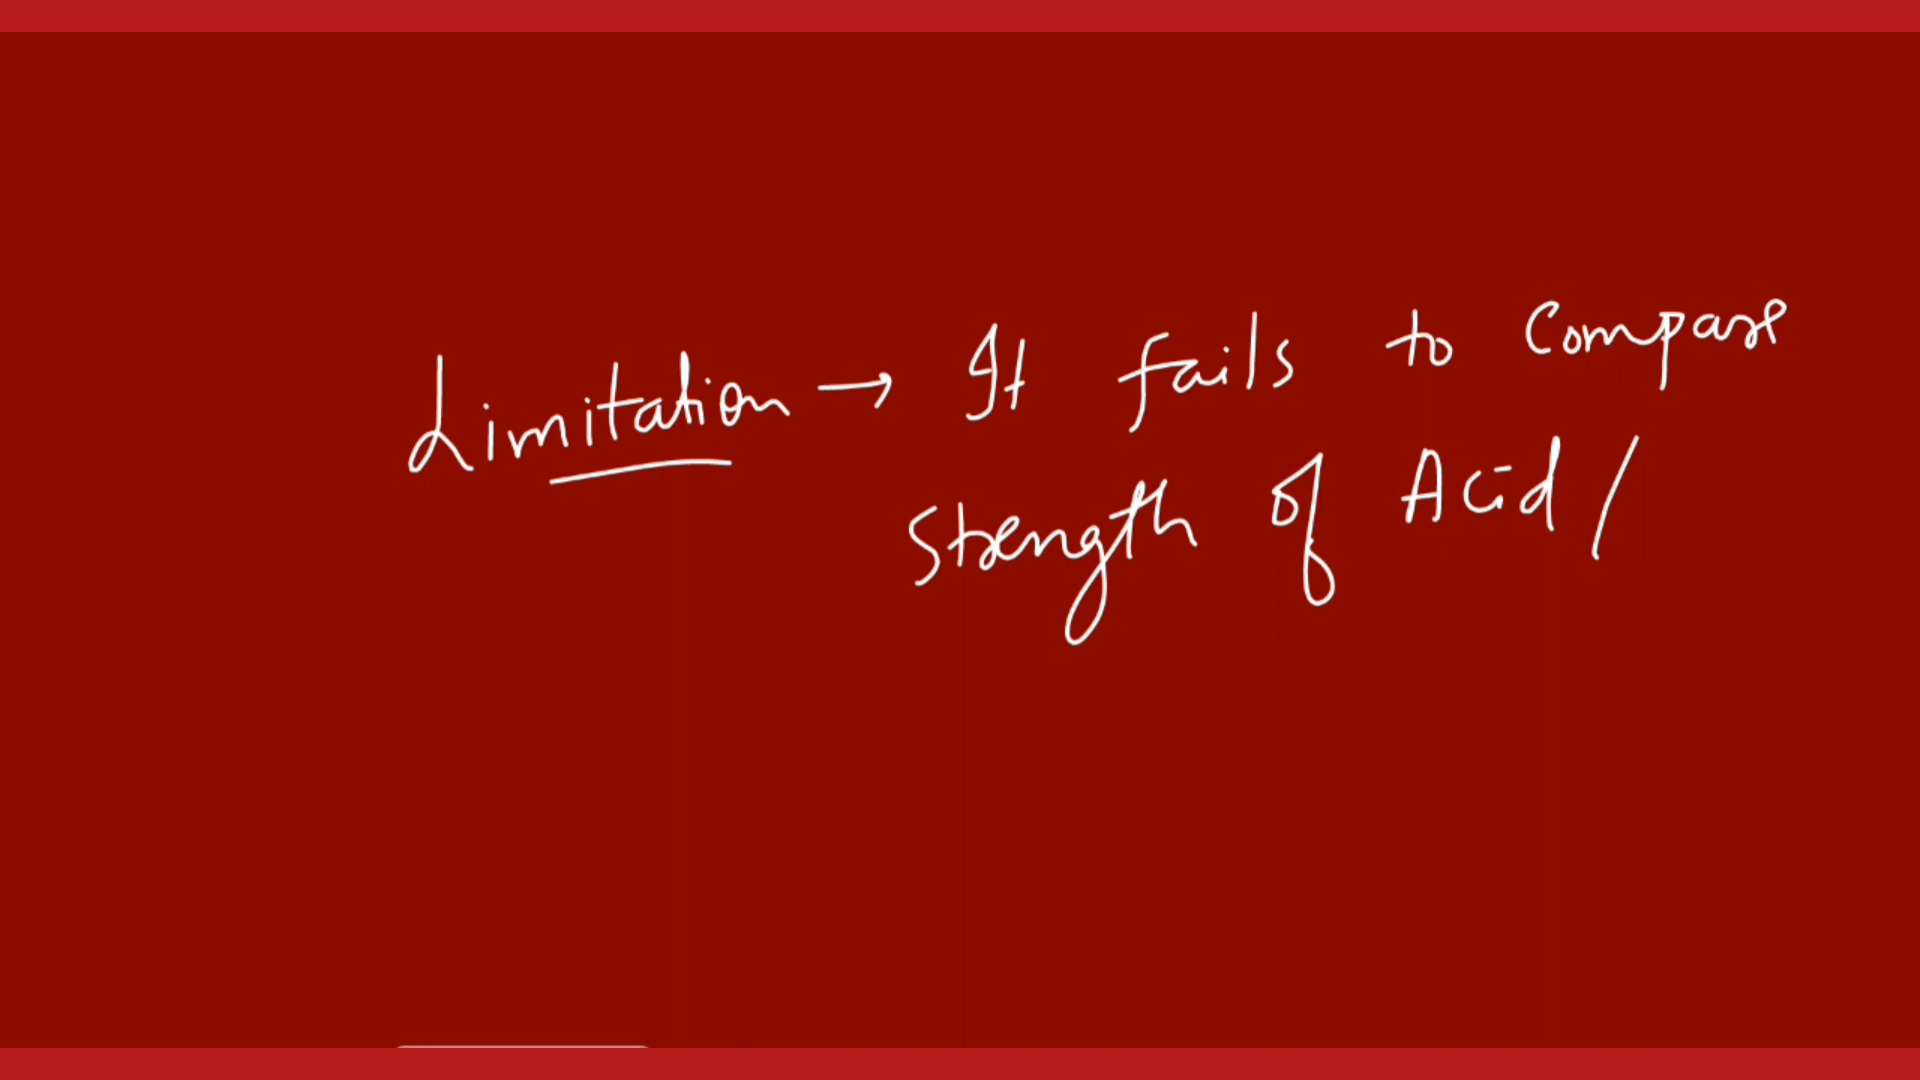 Limitation → It fails to Compare
Strength of Acid /